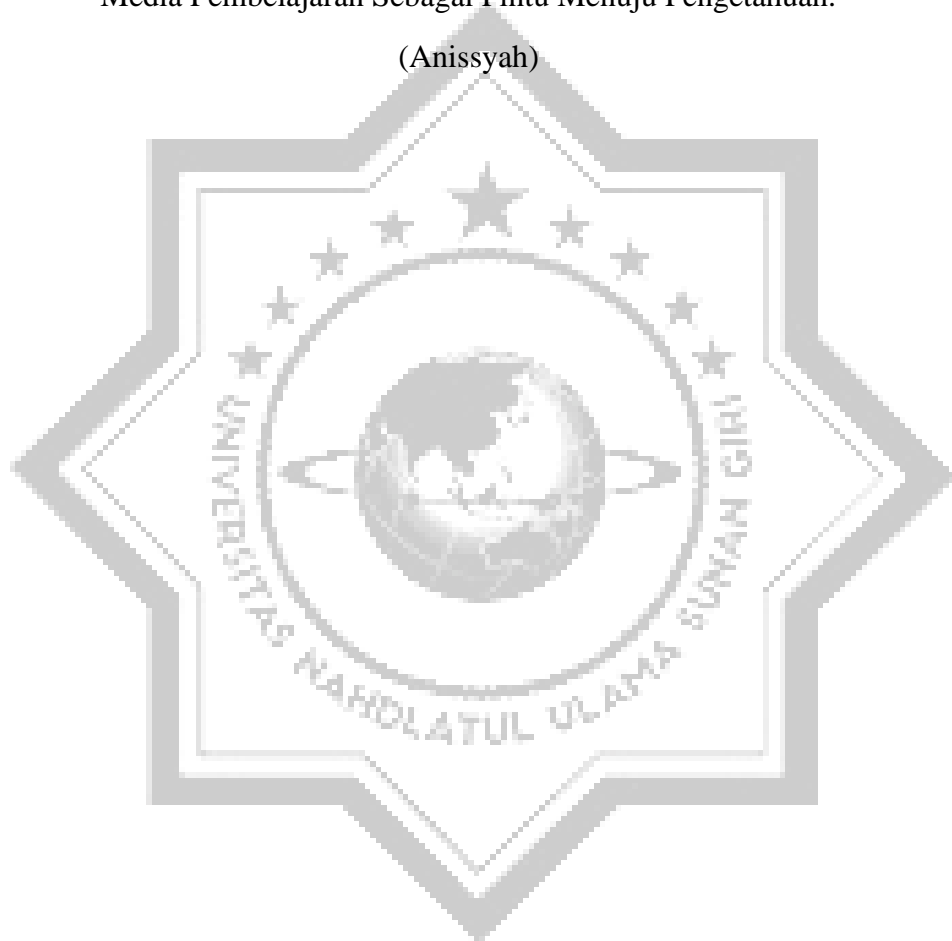 Media Pembelajaran Sebagai Pintu Menuju Pengetahuan.
(Anissyah)
UNIVERSITAS NAHDLATUL ULAMA SUNAN GIRI